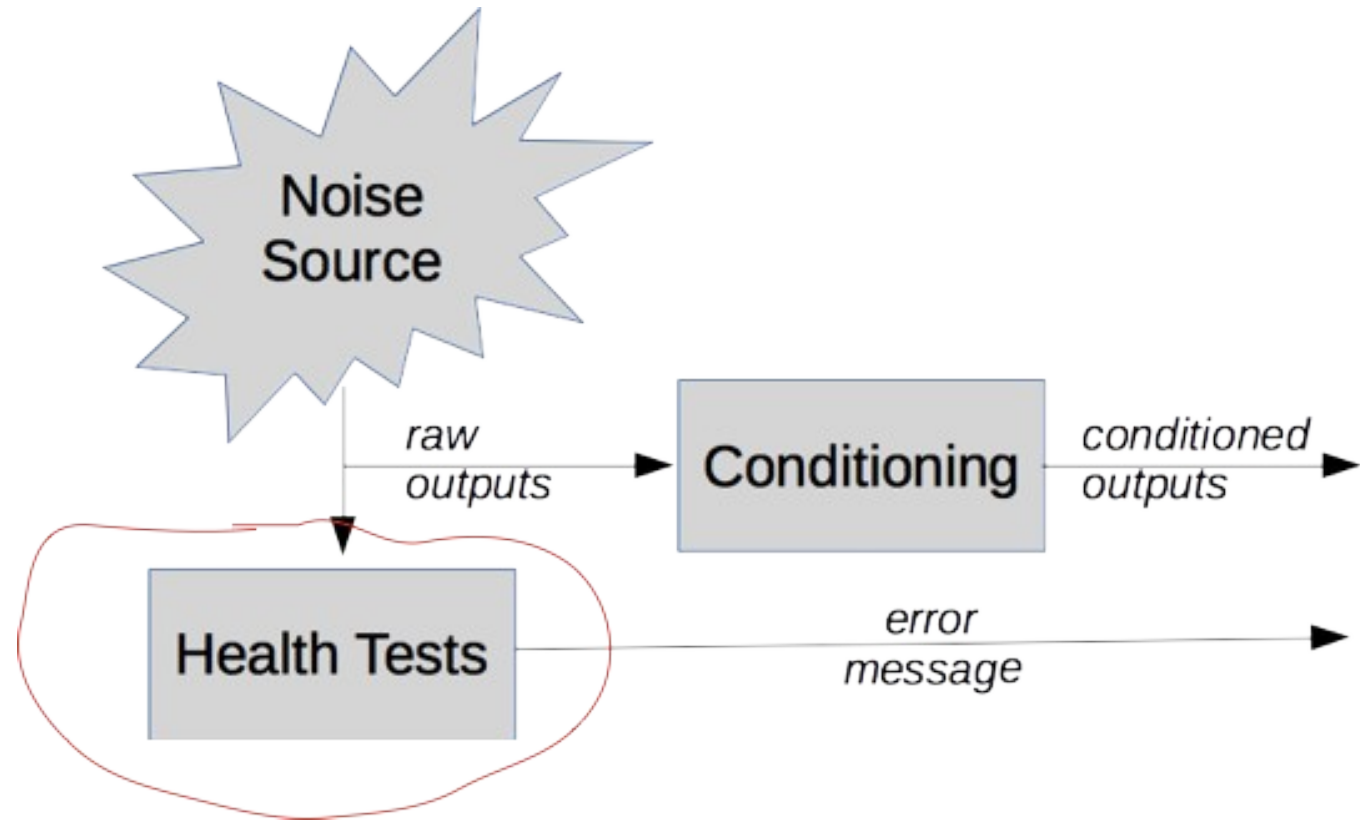 Noise
Source
raw
outputs
Conditioning
conditioned
outputs
Health Tests
error
message